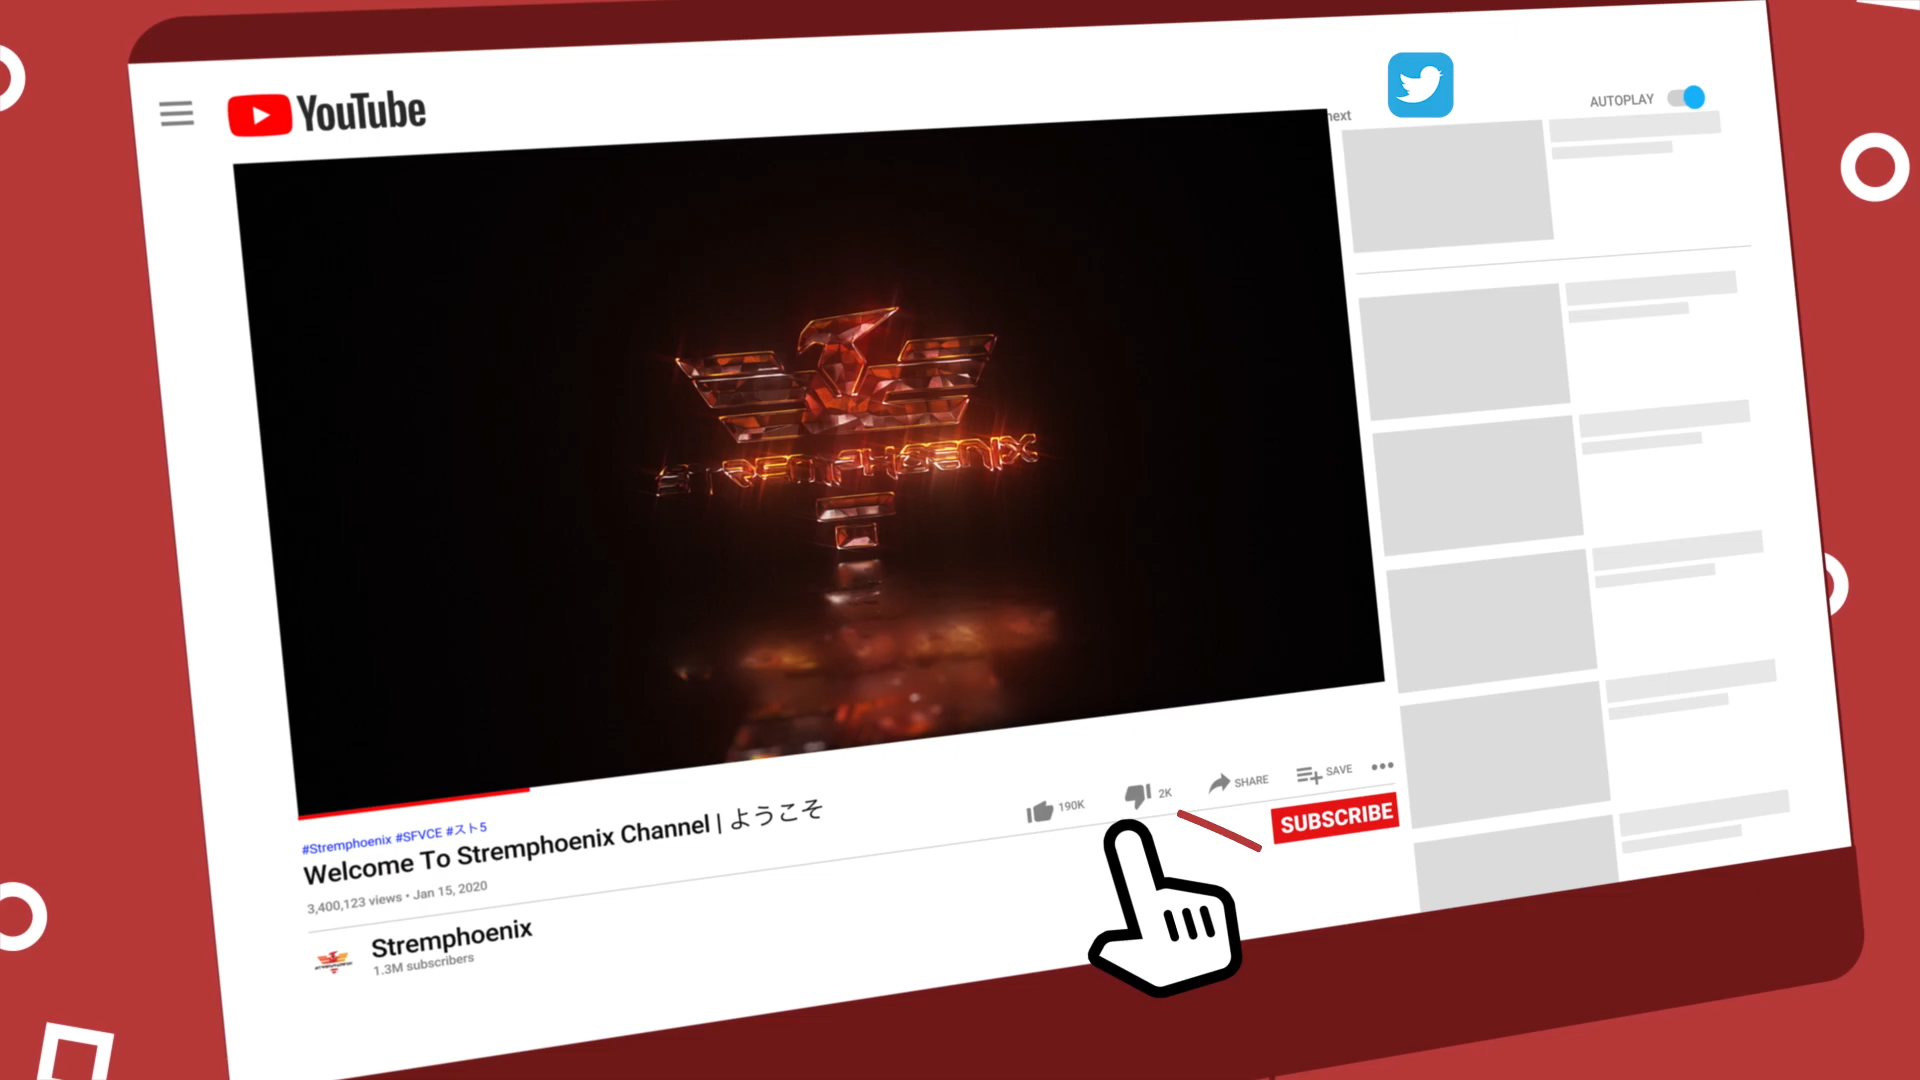 YouTube
next
AUTOPLAY
STREMPHOENIX
190K
2K
SHARE
SAVE
#Stremphoenix #SFVCE #スト5
Welcome To Stremphoenix Channel | ようこそ
SUBSCRIBE
3,400,123 views • Jan 15, 2020
Stremphoenix
1.3M subscribers